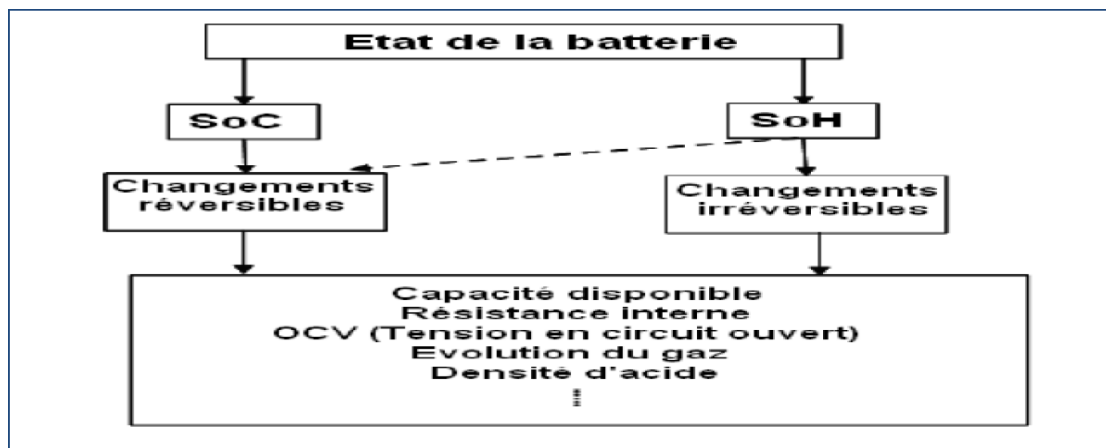 Etat de la batterie
SoC
SoH
Changements
réversibles
Changements
irréversibles
Capacité disponible
Résistance interne
OCV (Tension en circuit ouvert)
Evolution du gaz
Densité d'acide
⋮